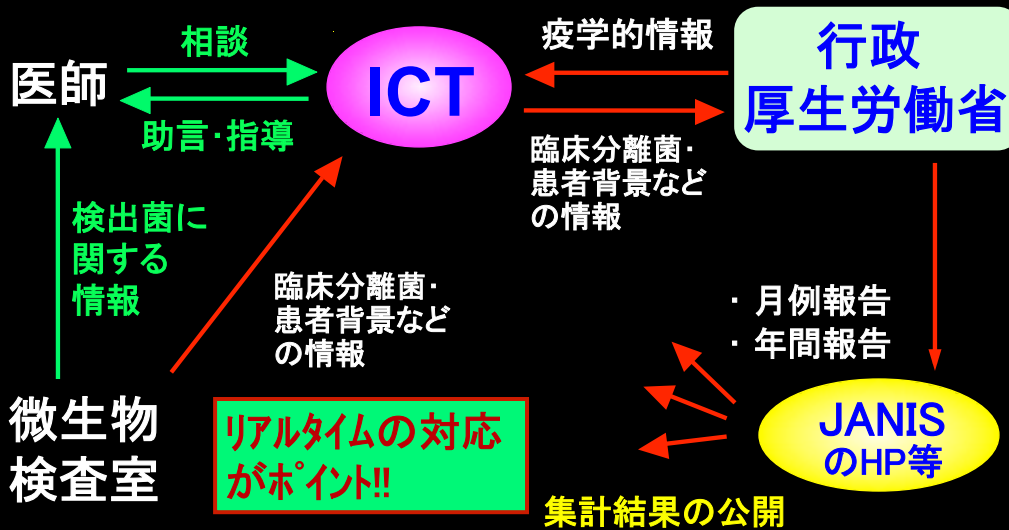 相談
医師
ICT
助言・指導
疫学的情報
行政
厚生労働省
臨床分離菌・
患者背景など
の情報
検出菌に
関する
情報
臨床分離菌・
患者背景など
の情報
・ 月例報告
・ 年間報告
微生物
検査室
ﾘｱﾙﾀｲﾑの対応
がﾎﾟｲﾝﾄ!!
JANIS
のHP等
集計結果の公開